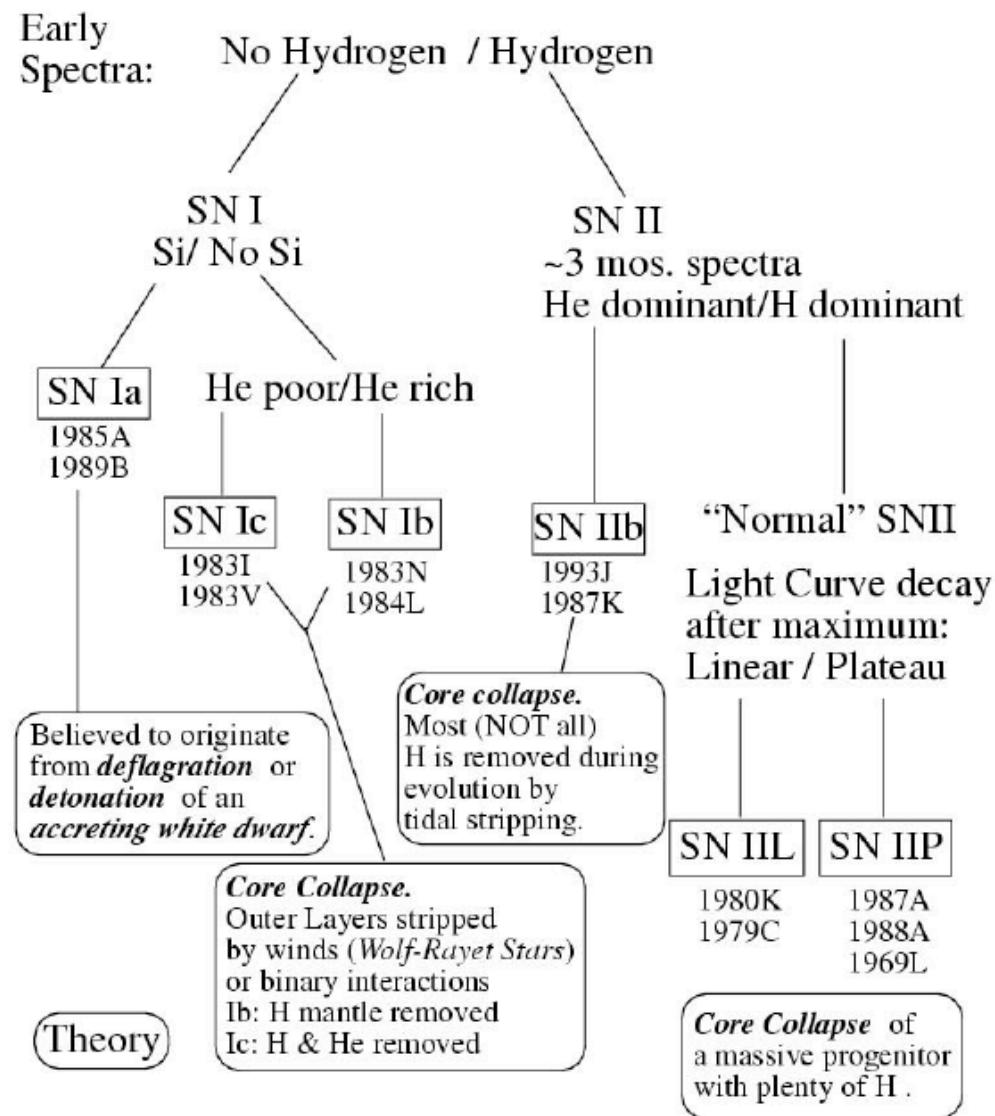 Early
Spectra:
No Hydrogen / Hydrogen
SN I
Si/ No Si
SN II
~3 mos. spectra
He dominant/H dominant
SN Ia
1985A
1989B
He poor/He rich
SN Ic
1983I
1983V
SN Ib
1983N
1984L
SN IIb
1993J
1987K
“Normal” SNII
Light Curve decay
after maximum:
Linear / Plateau
Believed to originate
from deflagration or
detonation of an
accreting white dwarf.
Core collapse.
Most (NOT all)
H is removed during
evolution by
tidal stripping.
Core Collapse.
Outer Layers stripped
by winds (Wolf-Rayet Stars)
or binary interactions
Ib: H mantle removed
Ic: H & He removed
SN IIL
1980K
1979C
SN IIP
1987A
1988A
1969L
Core Collapse of
a massive progenitor
with plenty of H .
Theory